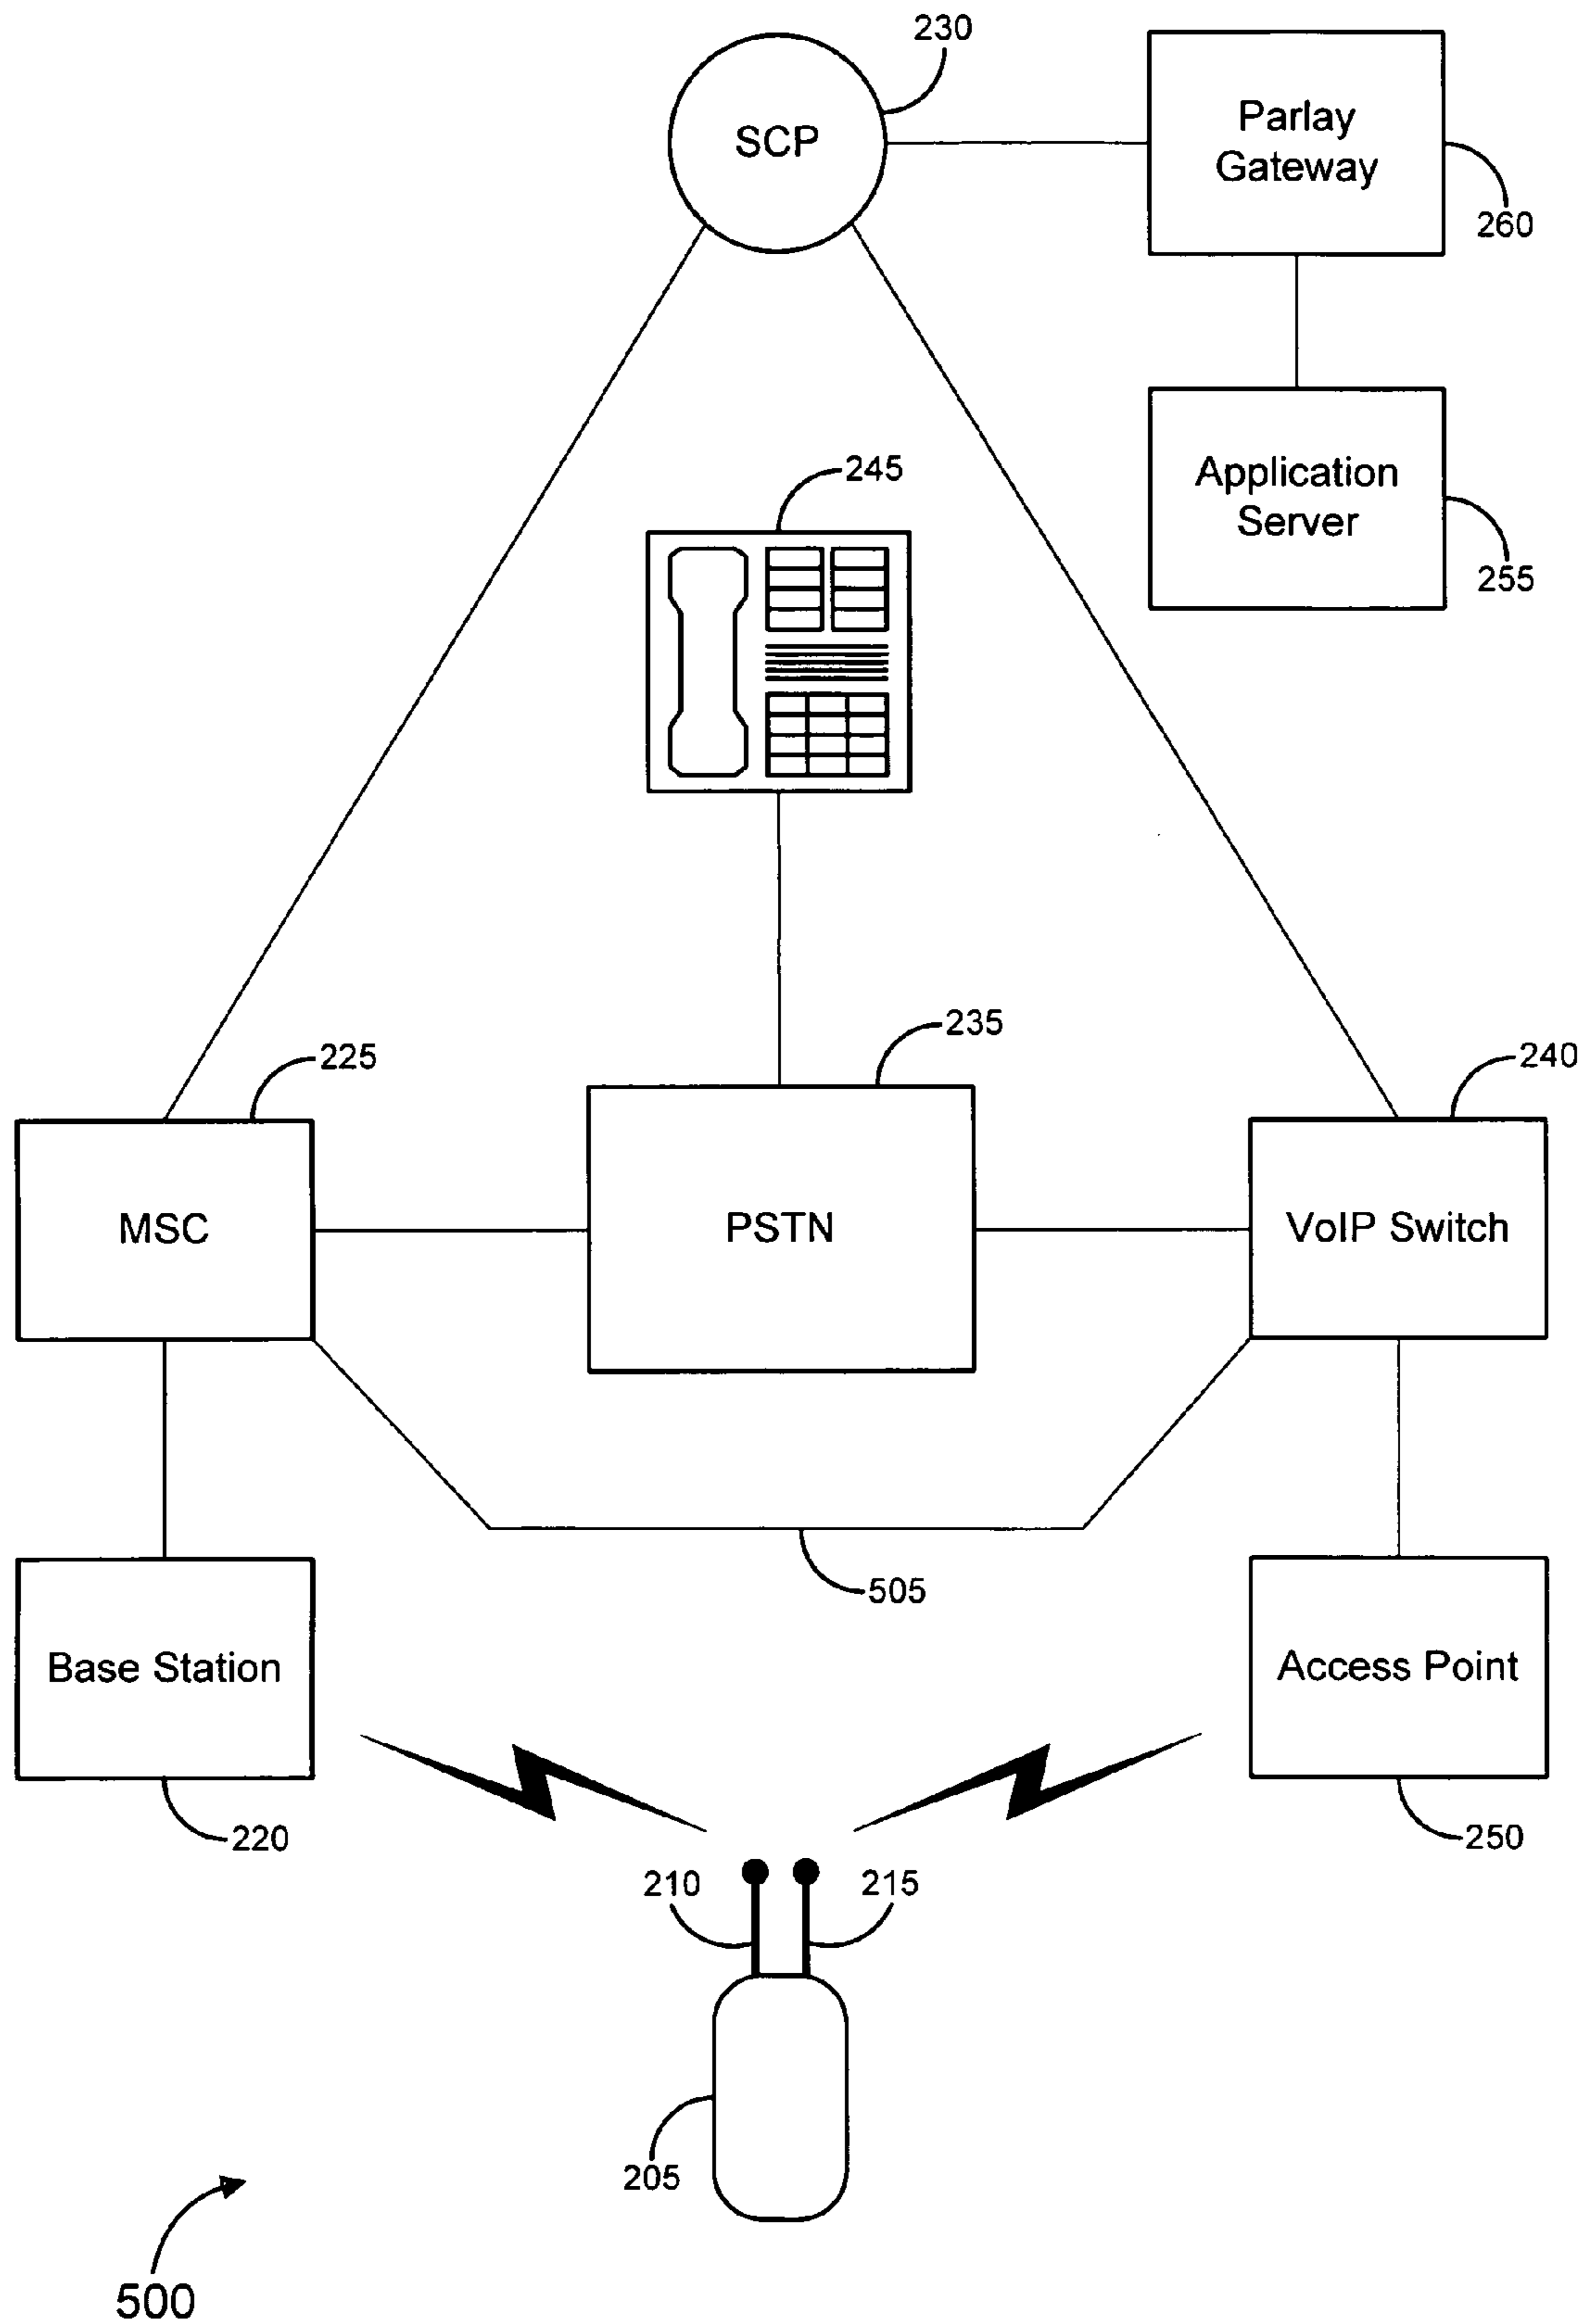 230
SCP
Parlay
Gateway
260
Application
Server
255
245
235
225
240
MSC
PSTN
VoIP Switch
505
Base Station
Access Point
220
250
210
215
205
500